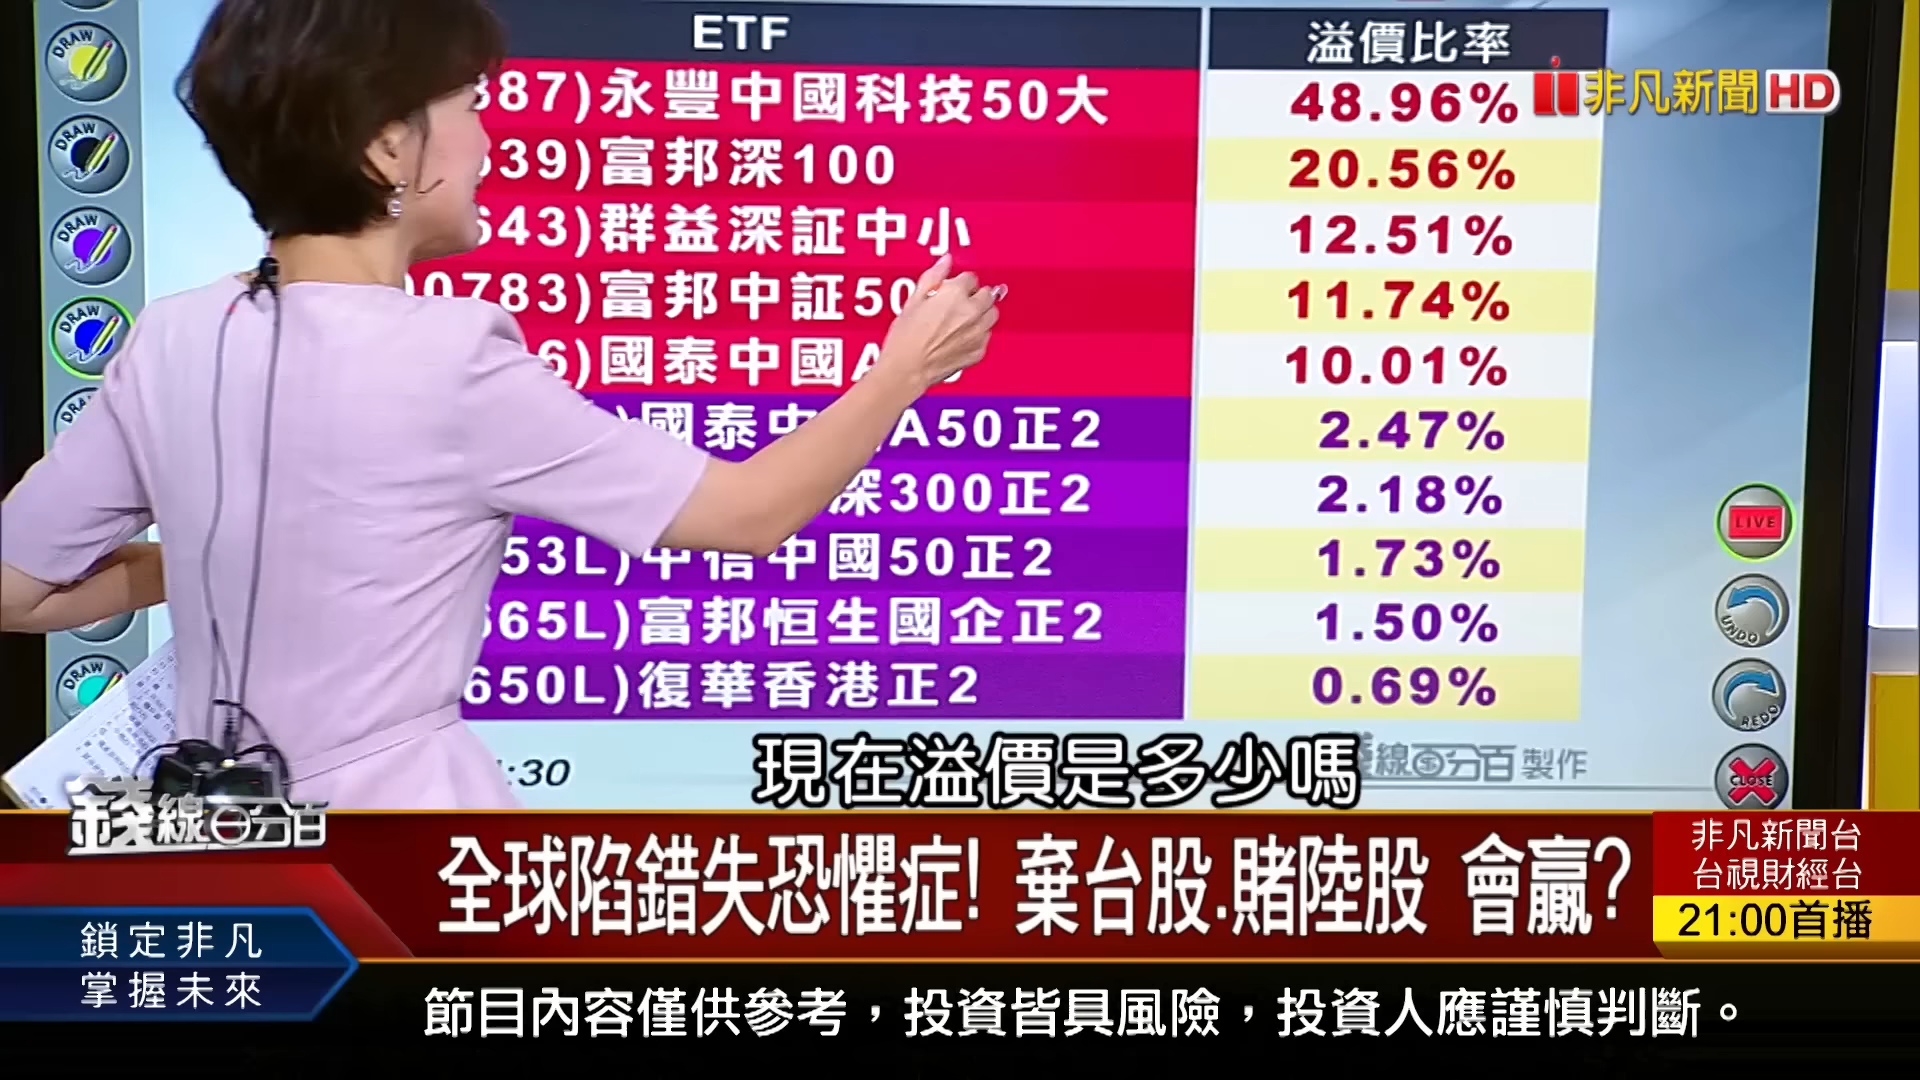 ETF 溢價比率
非凡新聞HD
887)永豐中國科技50大 48.96%
639)富邦深100 20.56%
643)群益深証中小 12.51%
00783)富邦中証50 11.74%
6)國泰中國A 10.01%
)國泰中 A50正2 2.47%
深300正2 2.18%
53L)中信中國50正2 1.73%
665L)富邦恒生國企正2 1.50%
650L)復華香港正2 0.69%
DRAW
DRAW
DRAW
DRAW
DRAW
LIVE
UNDO
REDO
CLOSE
:30
錢線百分百製作
現在溢價是多少嗎
錢線百分百
全球陷錯失恐懼症! 棄台股.賭陸股 會贏?
非凡新聞台
台視財經台
21:00首播
鎖定非凡
掌握未來
節目內容僅供參考，投資皆具風險，投資人應謹慎判斷。